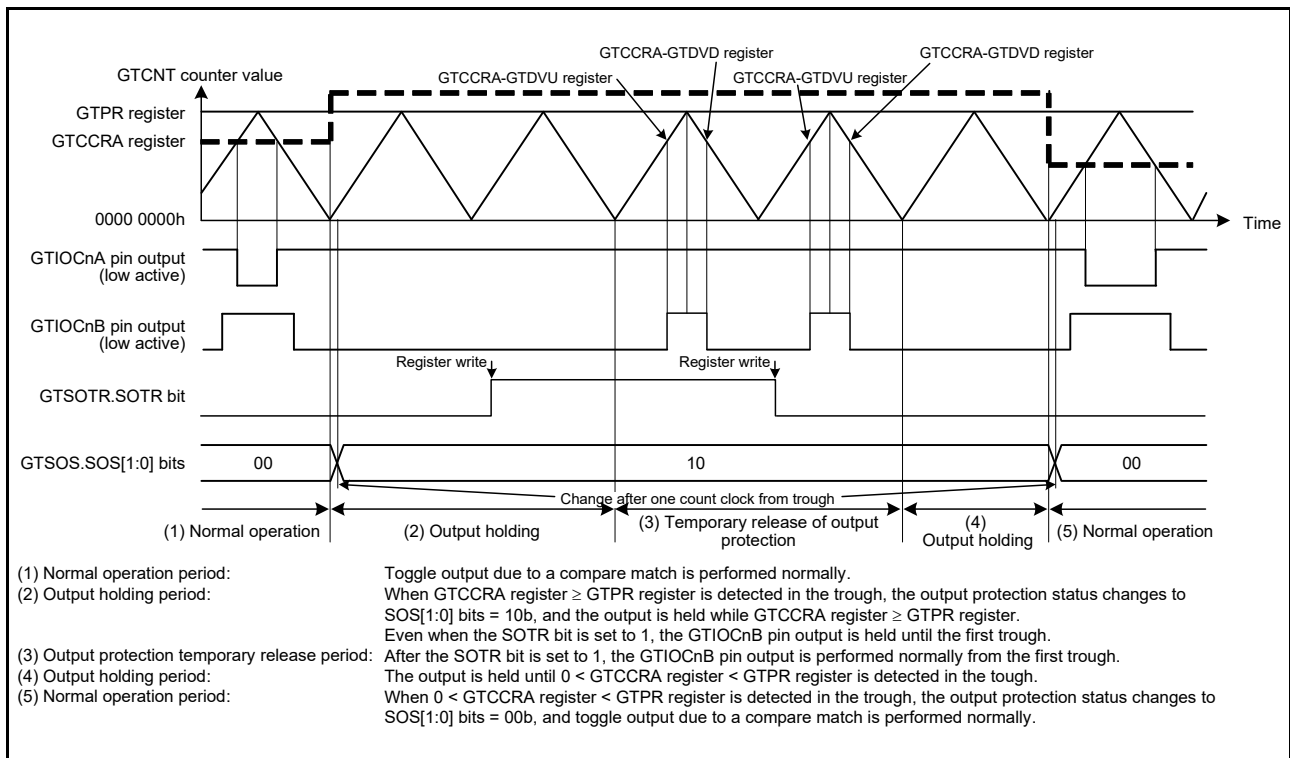 GTCCRA-GTDVD register
GTCCRA-GTDVD register
GTCNT counter value
GTCCRA-GTDVU register
GTCCRA-GTDVU register
GTPR register
GTCCRA register
0000 0000h
Time
GTIOCnA pin output
(low active)
GTIOCnB pin output
(low active)
Register write
Register write
GTSOTR.SOTR bit
GTSOS.SOS[1:0] bits
00
10
00
Change after one count clock from trough
(1) Normal operation
(2) Output holding
(3) Temporary release of output
protection
(4)
Output holding
(5) Normal operation
(1) Normal operation period: Toggle output due to a compare match is performed normally.
(2) Output holding period: When GTCCRA register ≥ GTPR register is detected in the trough, the output protection status changes to
SOS[1:0] bits = 10b, and the output is held while GTCCRA register ≥ GTPR register.
Even when the SOTR bit is set to 1, the GTIOCnB pin output is held until the first trough.
(3) Output protection temporary release period: After the SOTR bit is set to 1, the GTIOCnB pin output is performed normally from the first trough.
(4) Output holding period: The output is held until 0 < GTCCRA register < GTPR register is detected in the tough.
(5) Normal operation period: When 0 < GTCCRA register < GTPR register is detected in the trough, the output protection status changes to
SOS[1:0] bits = 00b, and toggle output due to a compare match is performed normally.